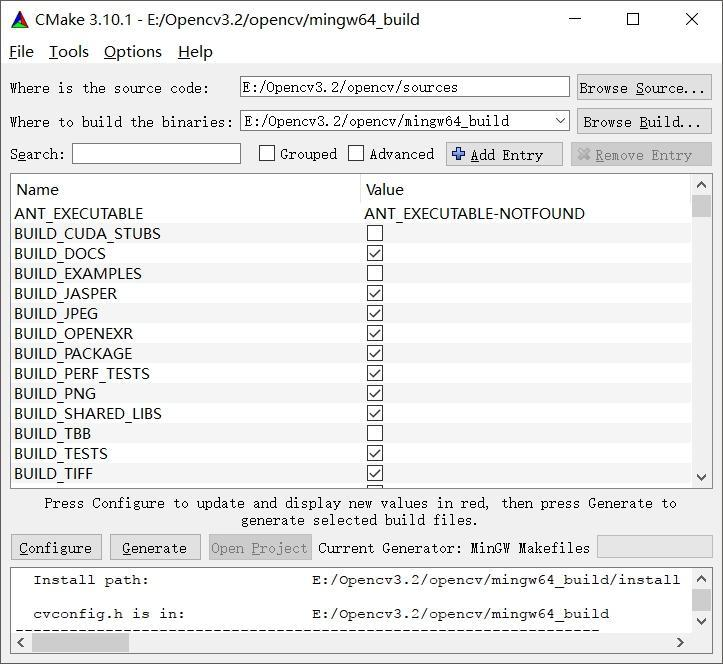 CMake 3.10.1 - E:/Opencv3.2/opencv/mingw64_build
File Tools Options Help
Where is the source code: E:/Opencv3.2/opencv/sources Browse Source...
Where to build the binaries: E:/Opencv3.2/opencv/mingw64_build Browse Build...
Search: Grouped Advanced Add Entry Remove Entry
Name Value
ANT_EXECUTABLE ANT_EXECUTABLE-NOTFOUND
BUILD_CUDA_STUBS
BUILD_DOCS
BUILD_EXAMPLES
BUILD_JASPER
BUILD_JPEG
BUILD_OPENEXR
BUILD_PACKAGE
BUILD_PERF_TESTS
BUILD_PNG
BUILD_SHARED_LIBS
BUILD_TBB
BUILD_TESTS
BUILD_TIFF
Press Configure to update and display new values in red, then press Generate to
generate selected build files.
Configure Generate Open Project Current Generator: MinGW Makefiles
Install path: E:/Opencv3.2/opencv/mingw64_build/install
cvconfig.h is in: E:/Opencv3.2/opencv/mingw64_build
-----------------------------------------------------------------